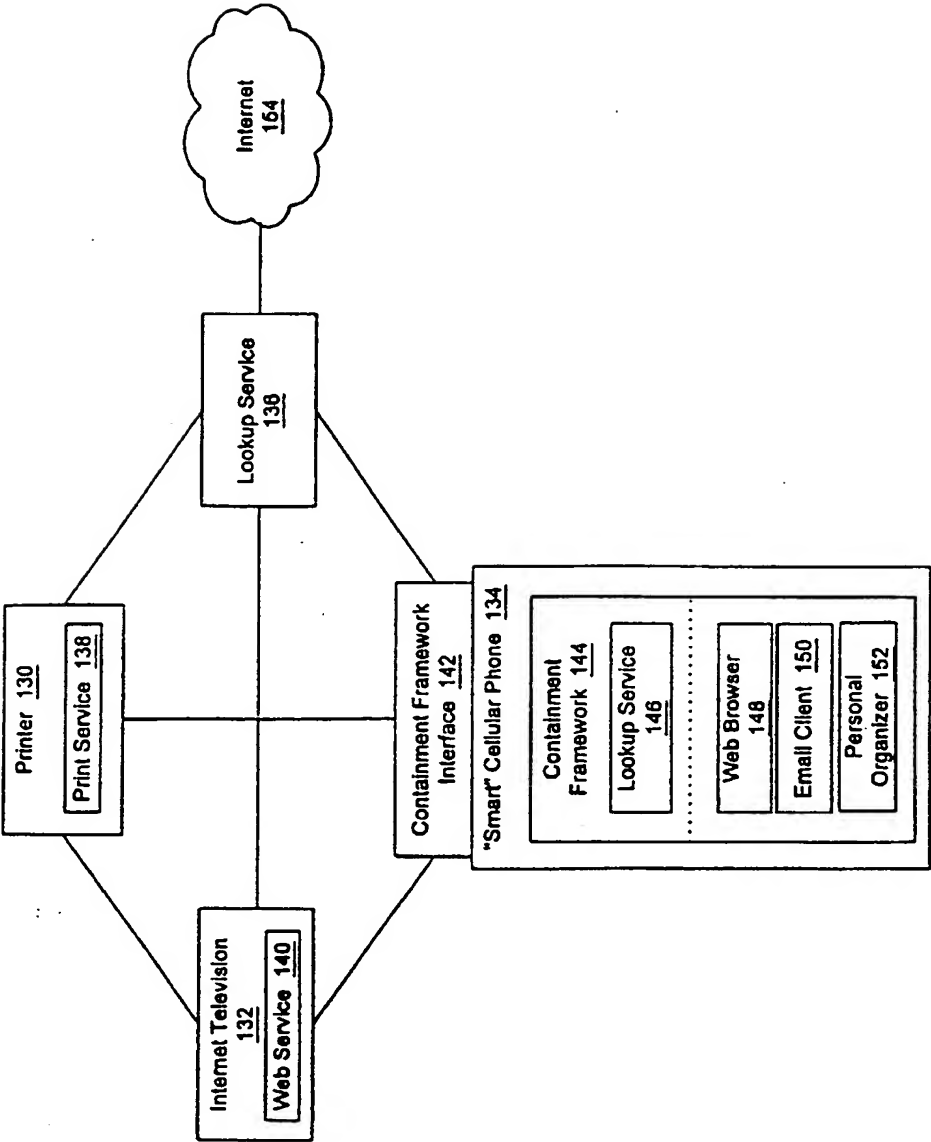 Printer 130
Print Service 138
Internet Television
132
Web Service 140
Lookup Service
136
Internet
154
Containment Framework
Interface 142
"Smart" Cellular Phone 134
Containment
Framework 144
Lookup Service
146
Web Browser
148
Email Client 150
Personal
Organizer 152